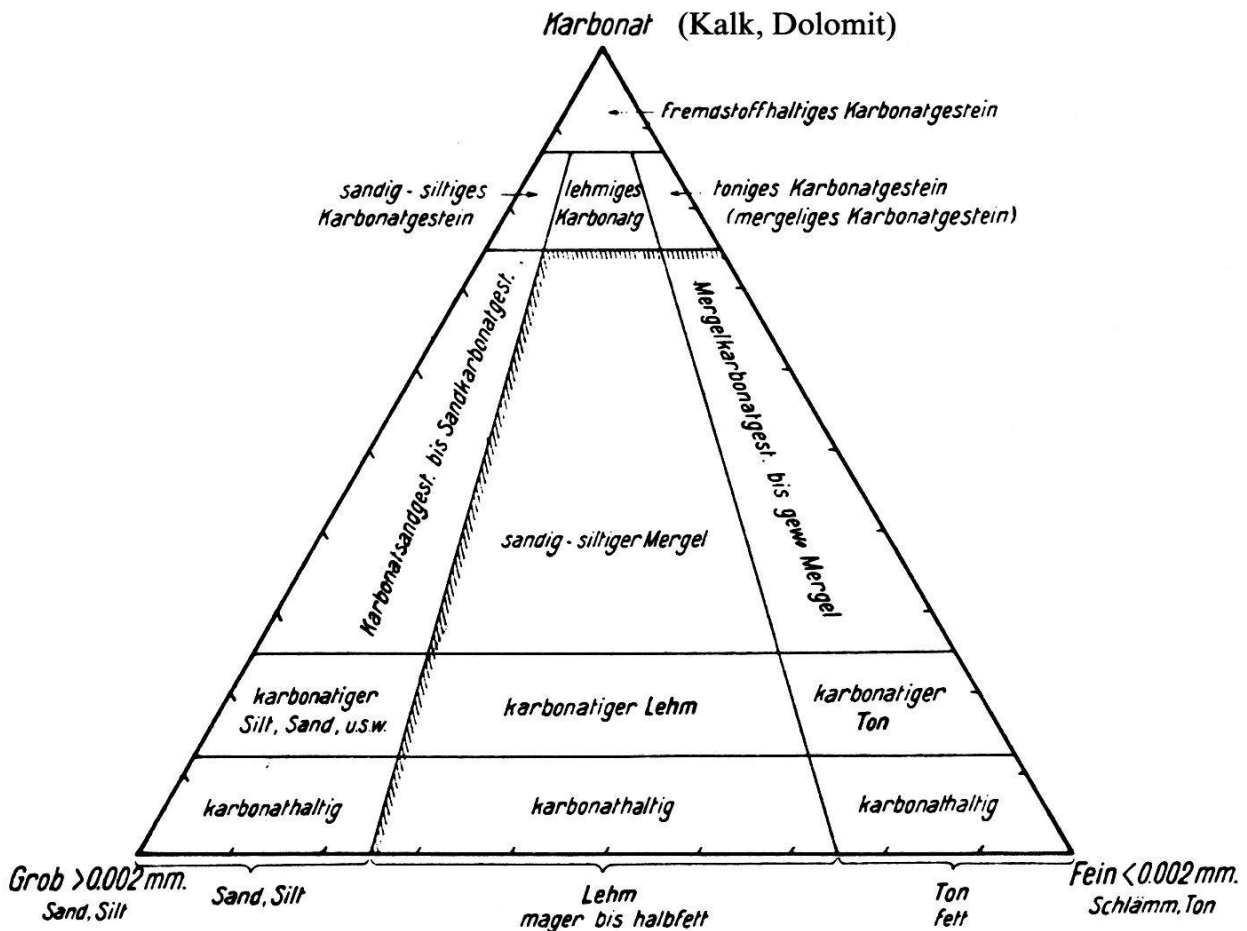 Karbonat (Kalk, Dolomit)
Fremdstoffhaltiges Karbonatgestein
sandig - siltiges
Karbonatgestein
lehmiges
Karbonatg
toniges Karbonatgestein
(mergeliges Karbonatgestein)
Karbonatsandgest. bis Sandkarbonatgest.
Mergelkarbonatgest. bis gew. Mergel
sandig - siltiger Mergel
karbonatiger
Silt, Sand, u.s.w.
karbonatiger Lehm
karbonatiger
Ton
karbonathaltig
karbonathaltig
karbonathaltig
Grob >0.002 mm.
Sand, Silt
Sand, Silt
Lehm
mager bis halbfett
Ton
fett
Fein <0.002 mm.
Schlämm, Ton